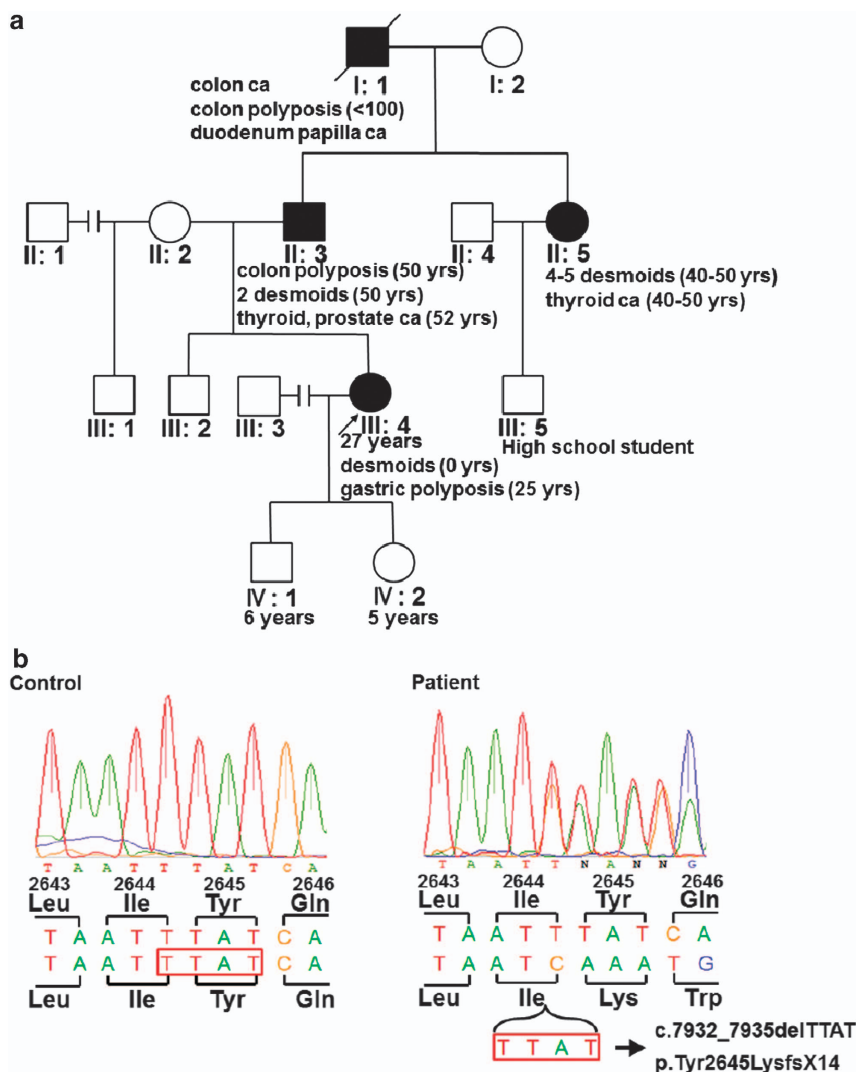 a
I: 1
I: 2
colon ca
colon polyposis (<100)
duodenum papilla ca
II: 1
II: 2
II: 3
II: 4
II: 5
colon polyposis (50 yrs)
2 desmoids (50 yrs)
thyroid, prostate ca (52 yrs)
4-5 desmoids (40-50 yrs)
thyroid ca (40-50 yrs)
III: 1
III: 2
III: 3
III: 4
III: 5
27 years
desmoids (0 yrs)
gastric polyposis (25 yrs)
High school student
IV: 1
6 years
IV: 2
5 years
b
Control
T A A T T T A T C A
2643 2644 2645 2646
Leu Ile Tyr Gln
T A A T T T A T C A
T A A T T T A T C A
Leu Ile Tyr Gln
Patient
T A A T T N A N N G
2643 2644 2645 2646
Leu Ile Tyr Gln
T A A T T T A T C A
T A A T C A A A T G
Leu Ile Lys Trp
T T A T
c.7932_7935delTTAT
p.Tyr2645LysfsX14